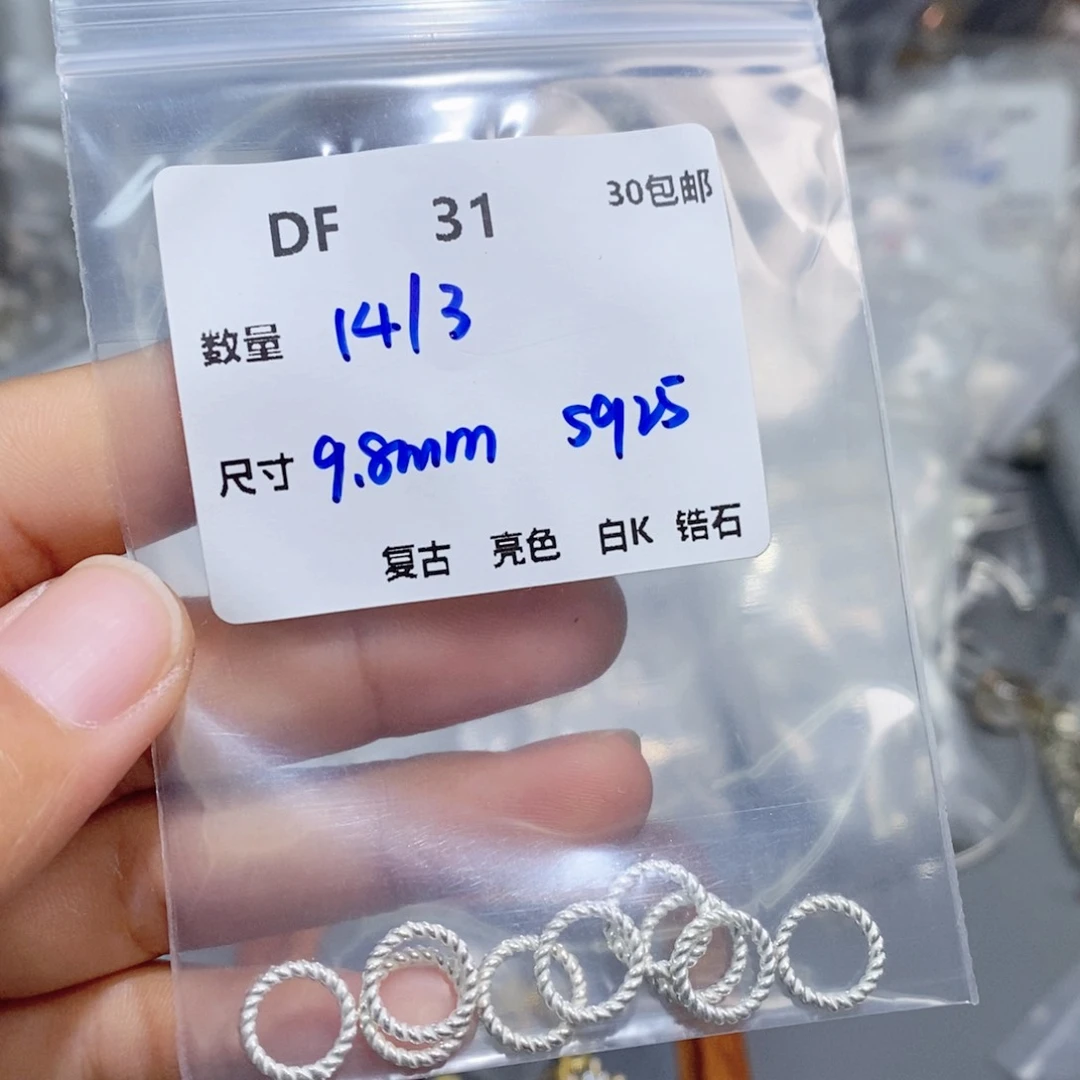 DF 31 30包邮
数量 14/3
尺寸 9.8mm S925
复古 亮色 白K 锆石